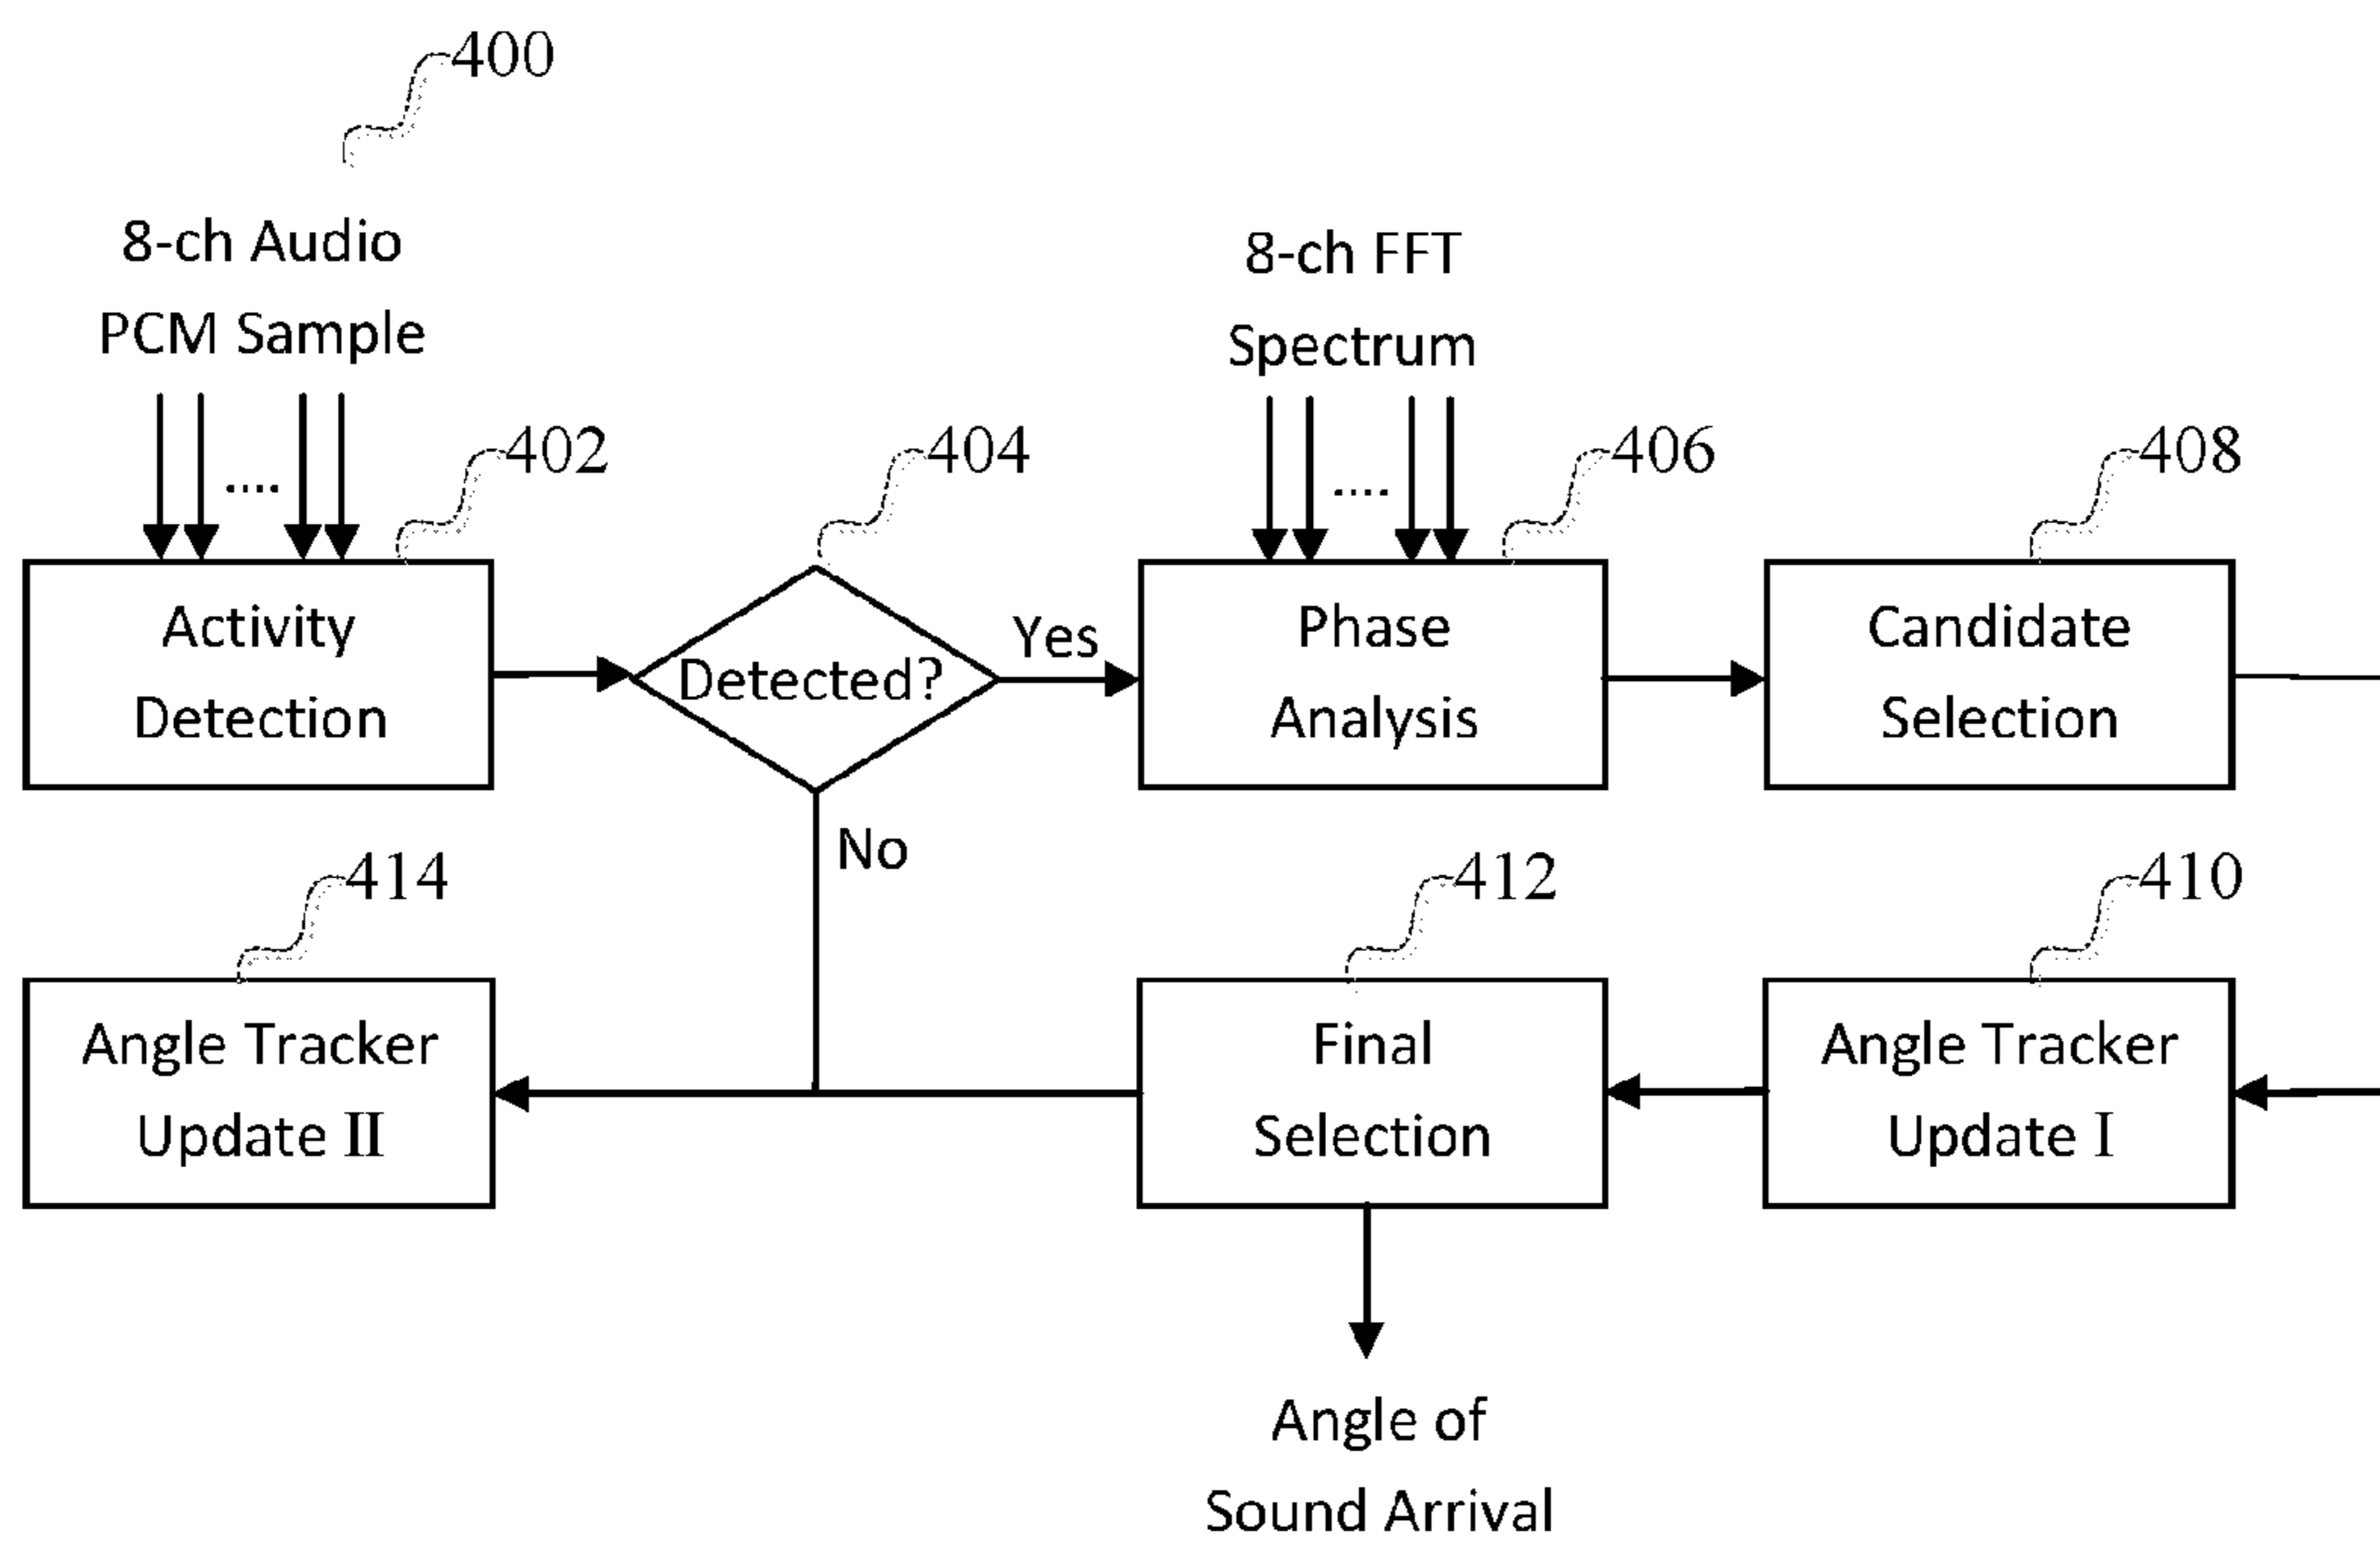 400
8-ch Audio
PCM Sample
....
8-ch FFT
Spectrum
....
402
404
406
408
Activity
Detection
Detected?
Yes
Phase
Analysis
Candidate
Selection
No
414
412
410
Angle Tracker
Update II
Final
Selection
Angle Tracker
Update I
Angle of
Sound Arrival